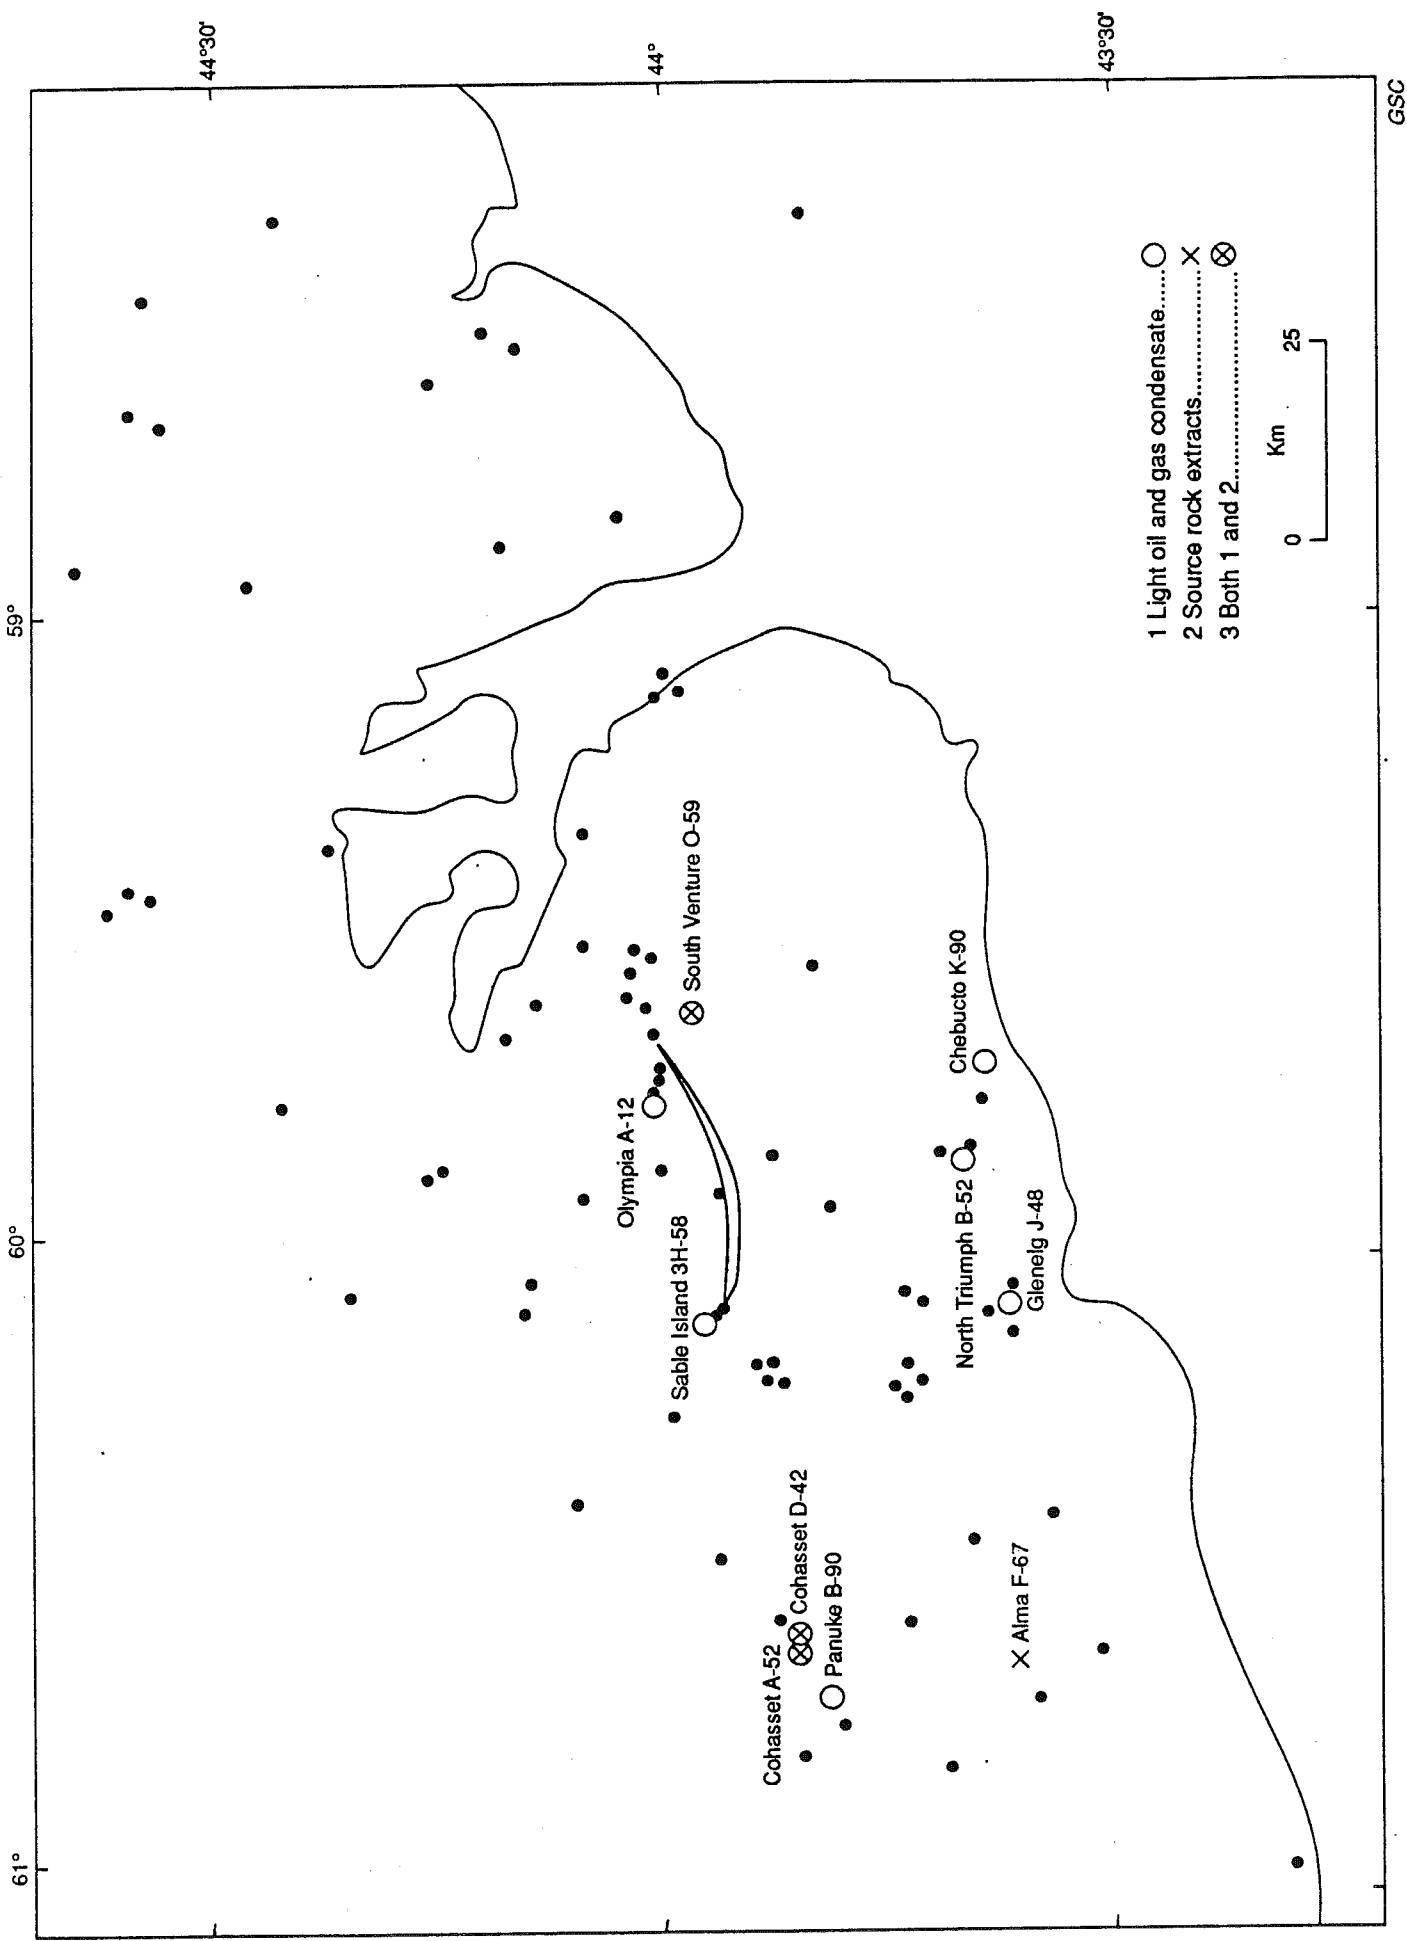 61°
60°
59°
44°30'
44°
43°30'
Olympia A-12
South Venture O-59
Sable Island 3H-58
Cohasset A-52
Cohasset D-42
Panuke B-90
Chebucto K-90
North Triumph B-52
Glenelg J-48
Alma F-67
1 Light oil and gas condensate......
2 Source rock extracts..................
3 Both 1 and 2.............................
Km
0 25
GSC